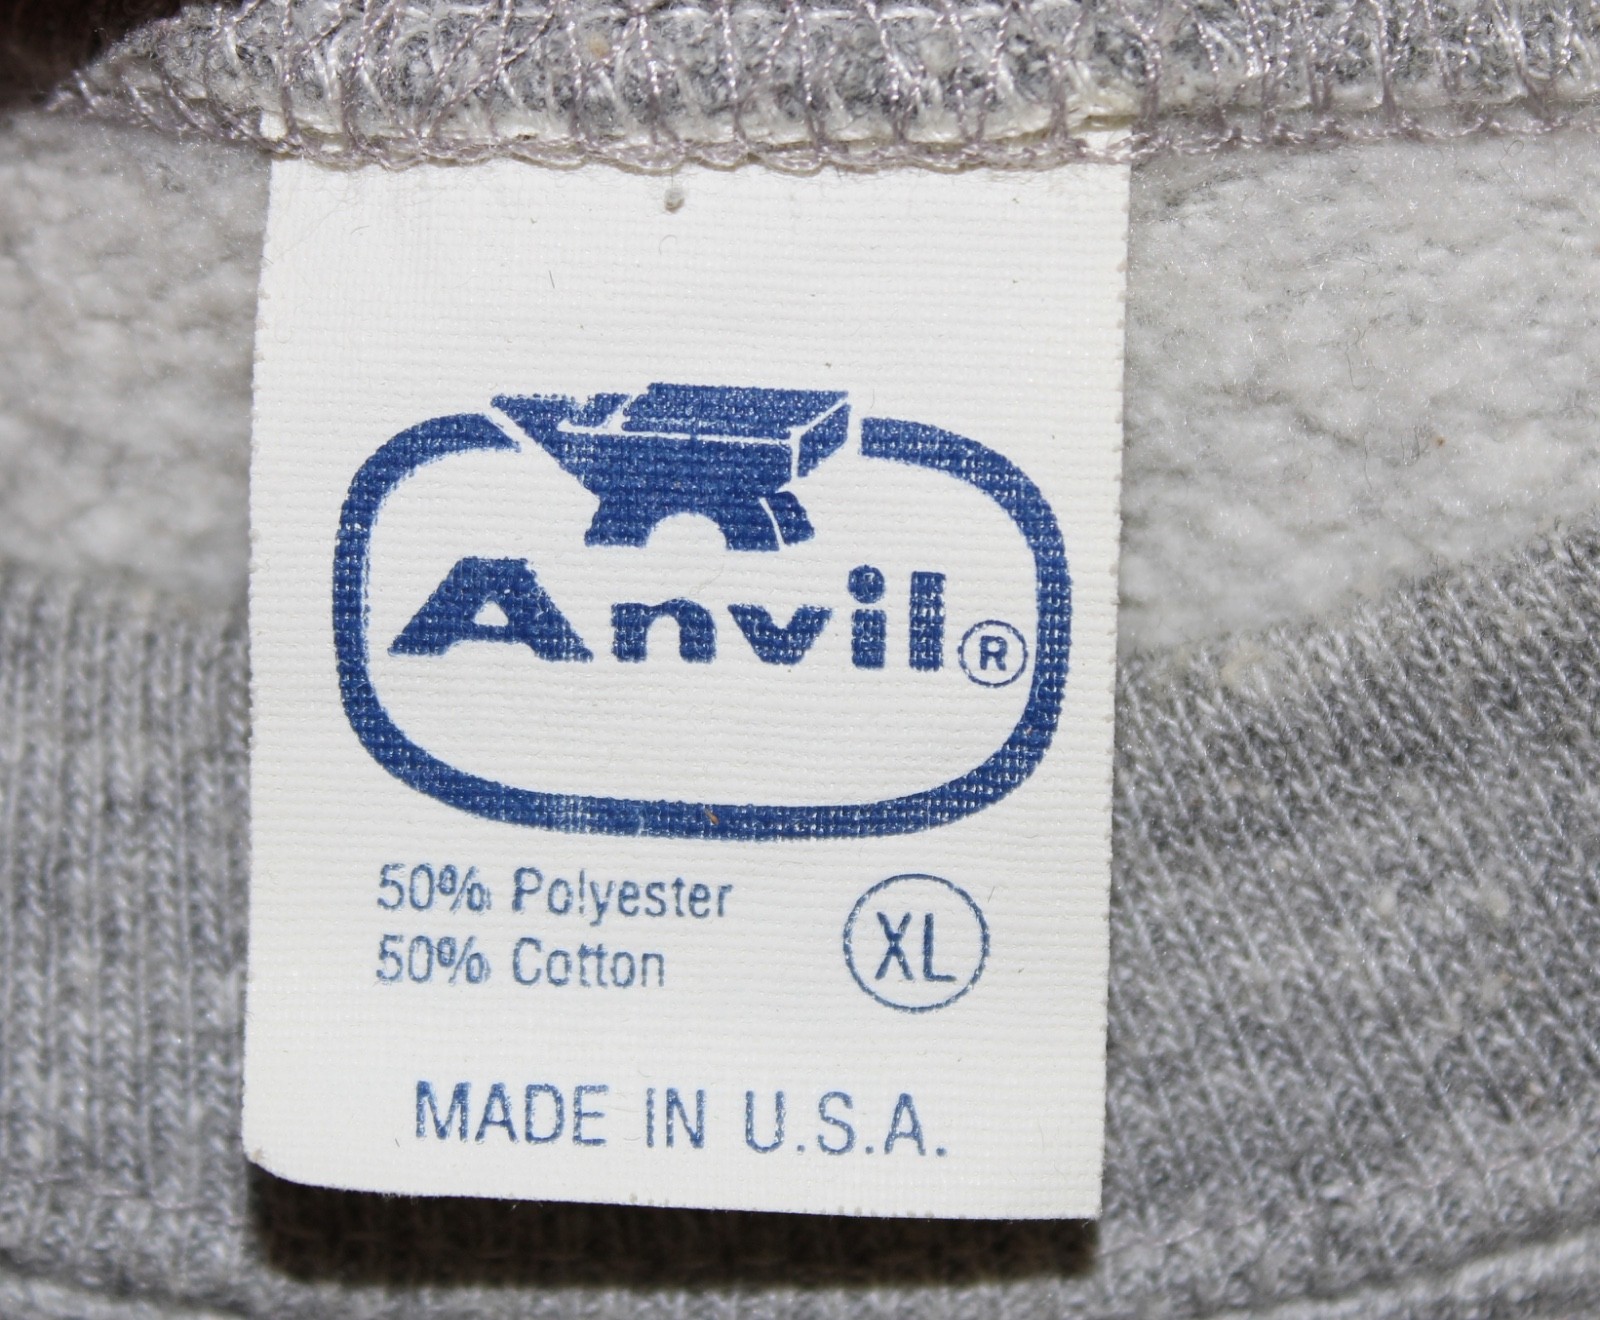 Anvil®
50% Polyester
50% Cotton
XL
MADE IN U.S.A.